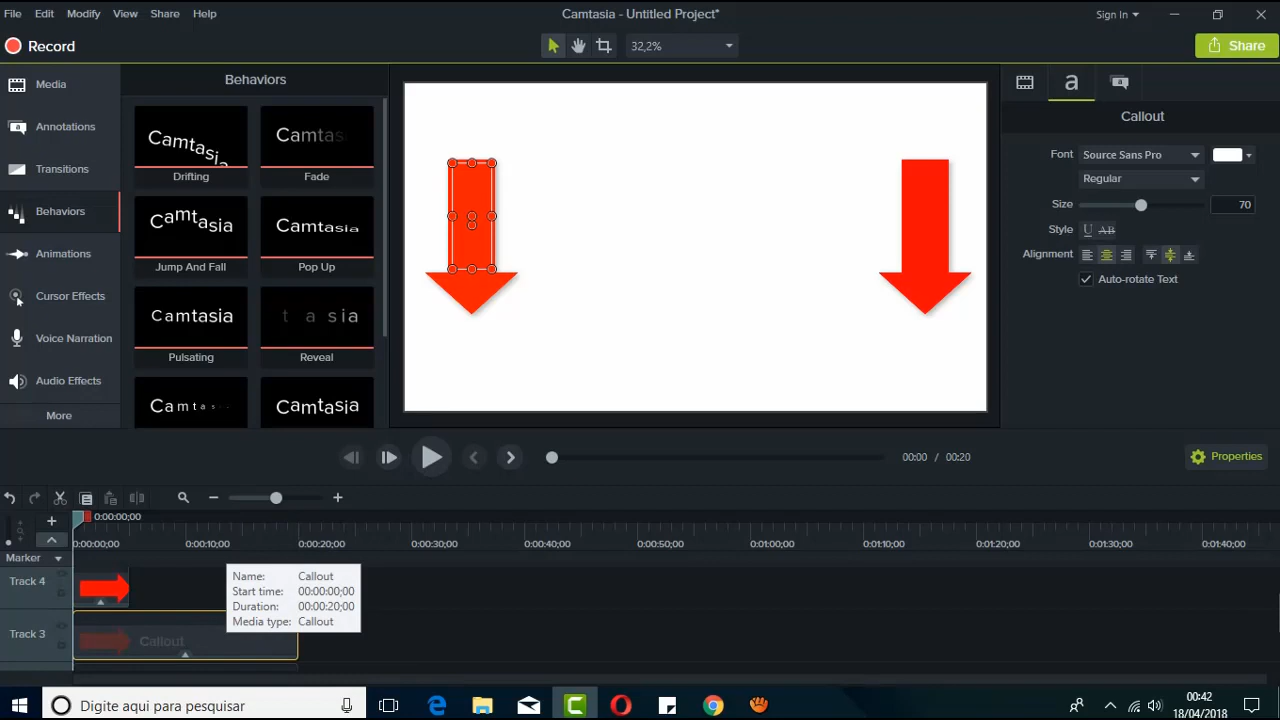 File Edit Modify View Share Help
Camtasia - Untitled Project*
Sign In
Record
32,2%
Share
Media
Annotations
Transitions
Behaviors
Animations
Cursor Effects
Voice Narration
Audio Effects
More
Behaviors
Camtasia
Drifting
Camtas
Fade
Camtasia
Jump And Fall
Camtasia
Pop Up
Camtasia
Pulsating
t a sia
Reveal
Camtas
Camtasia
a
Callout
Font Source Sans Pro
Regular
Size 70
Style U AB
Alignment
Auto-rotate Text
00:00 / 00:20
Properties
0:00:00;00
0:00:00;00 0:00:10;00 0:00:20;00 0:00:30;00 0:00:40;00 0:00:50;00 0:01:00;00 0:01:10;00 0:01:20;00 0:01:30;00 0:01:40;00
Marker
Track 4
Track 3
Callout
Name: Callout
Start time: 00:00:00;00
Duration: 00:00:20;00
Media type: Callout
Digite aqui para pesquisar
00:42
18/04/2018